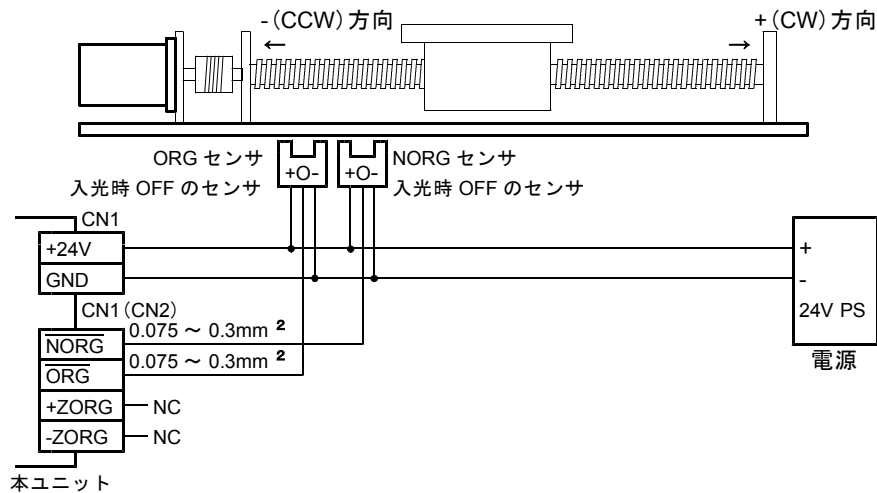 -(CCW)方向
+(CW)方向
← →
ORG センサ
入光時 OFF のセンサ
+O-
+O-
NORG センサ
入光時 OFF のセンサ
CN1
+24V
GND
CN1(CN2)
NORG
0.075 ～ 0.3mm ²
ORG
0.075 ～ 0.3mm ²
+ZORG
NC
-ZORG
NC
本ユニット
+
-
24V PS
電源